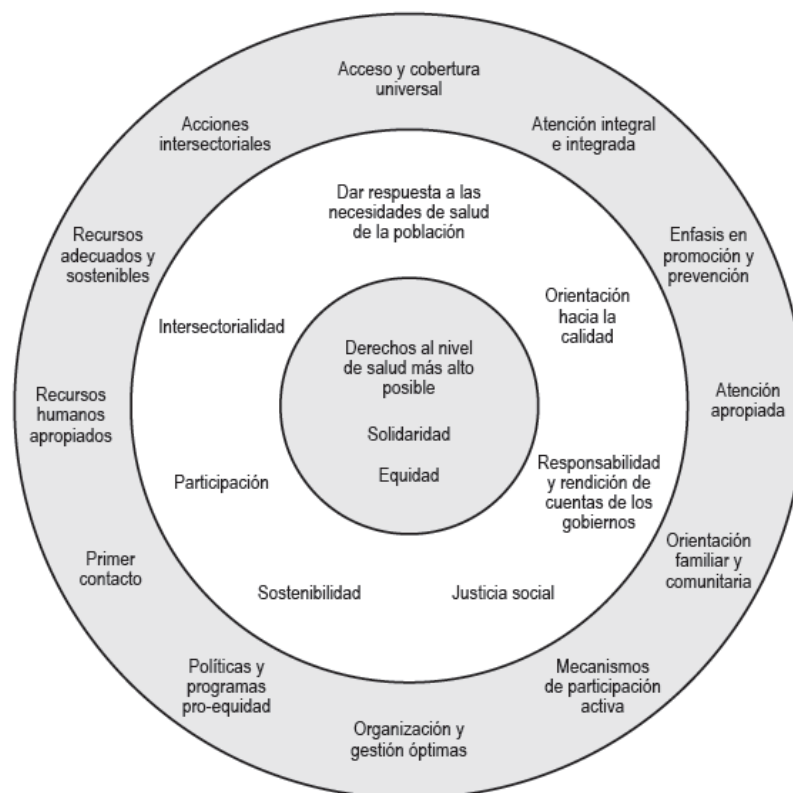 Acceso y cobertura
universal
Atención integral
e integrada
Enfasis en
promoción y
prevención
Atención
apropiada
Orientación
familiar y
comunitaria
Mecanismos
de participación
activa
Organización y
gestión óptimas
Políticas y
programas
pro-equidad
Primer
contacto
Recursos
humanos
apropiados
Recursos
adecuados y
sostenibles
Acciones
intersectoriales
Dar respuesta a las
necesidades de salud
de la población
Orientación
hacia la
calidad
Responsabilidad
y rendición de
cuentas de los
gobiernos
Justicia social
Sostenibilidad
Participación
Intersectorialidad
Derechos al nivel
de salud más alto
posible
Solidaridad
Equidad